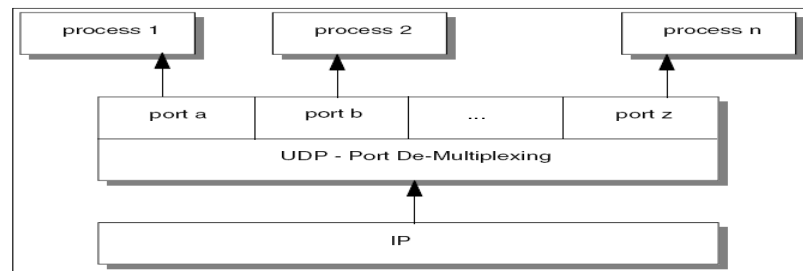 process 1 process 2 process n
port a port b ... port z
UDP - Port De-Multiplexing
IP